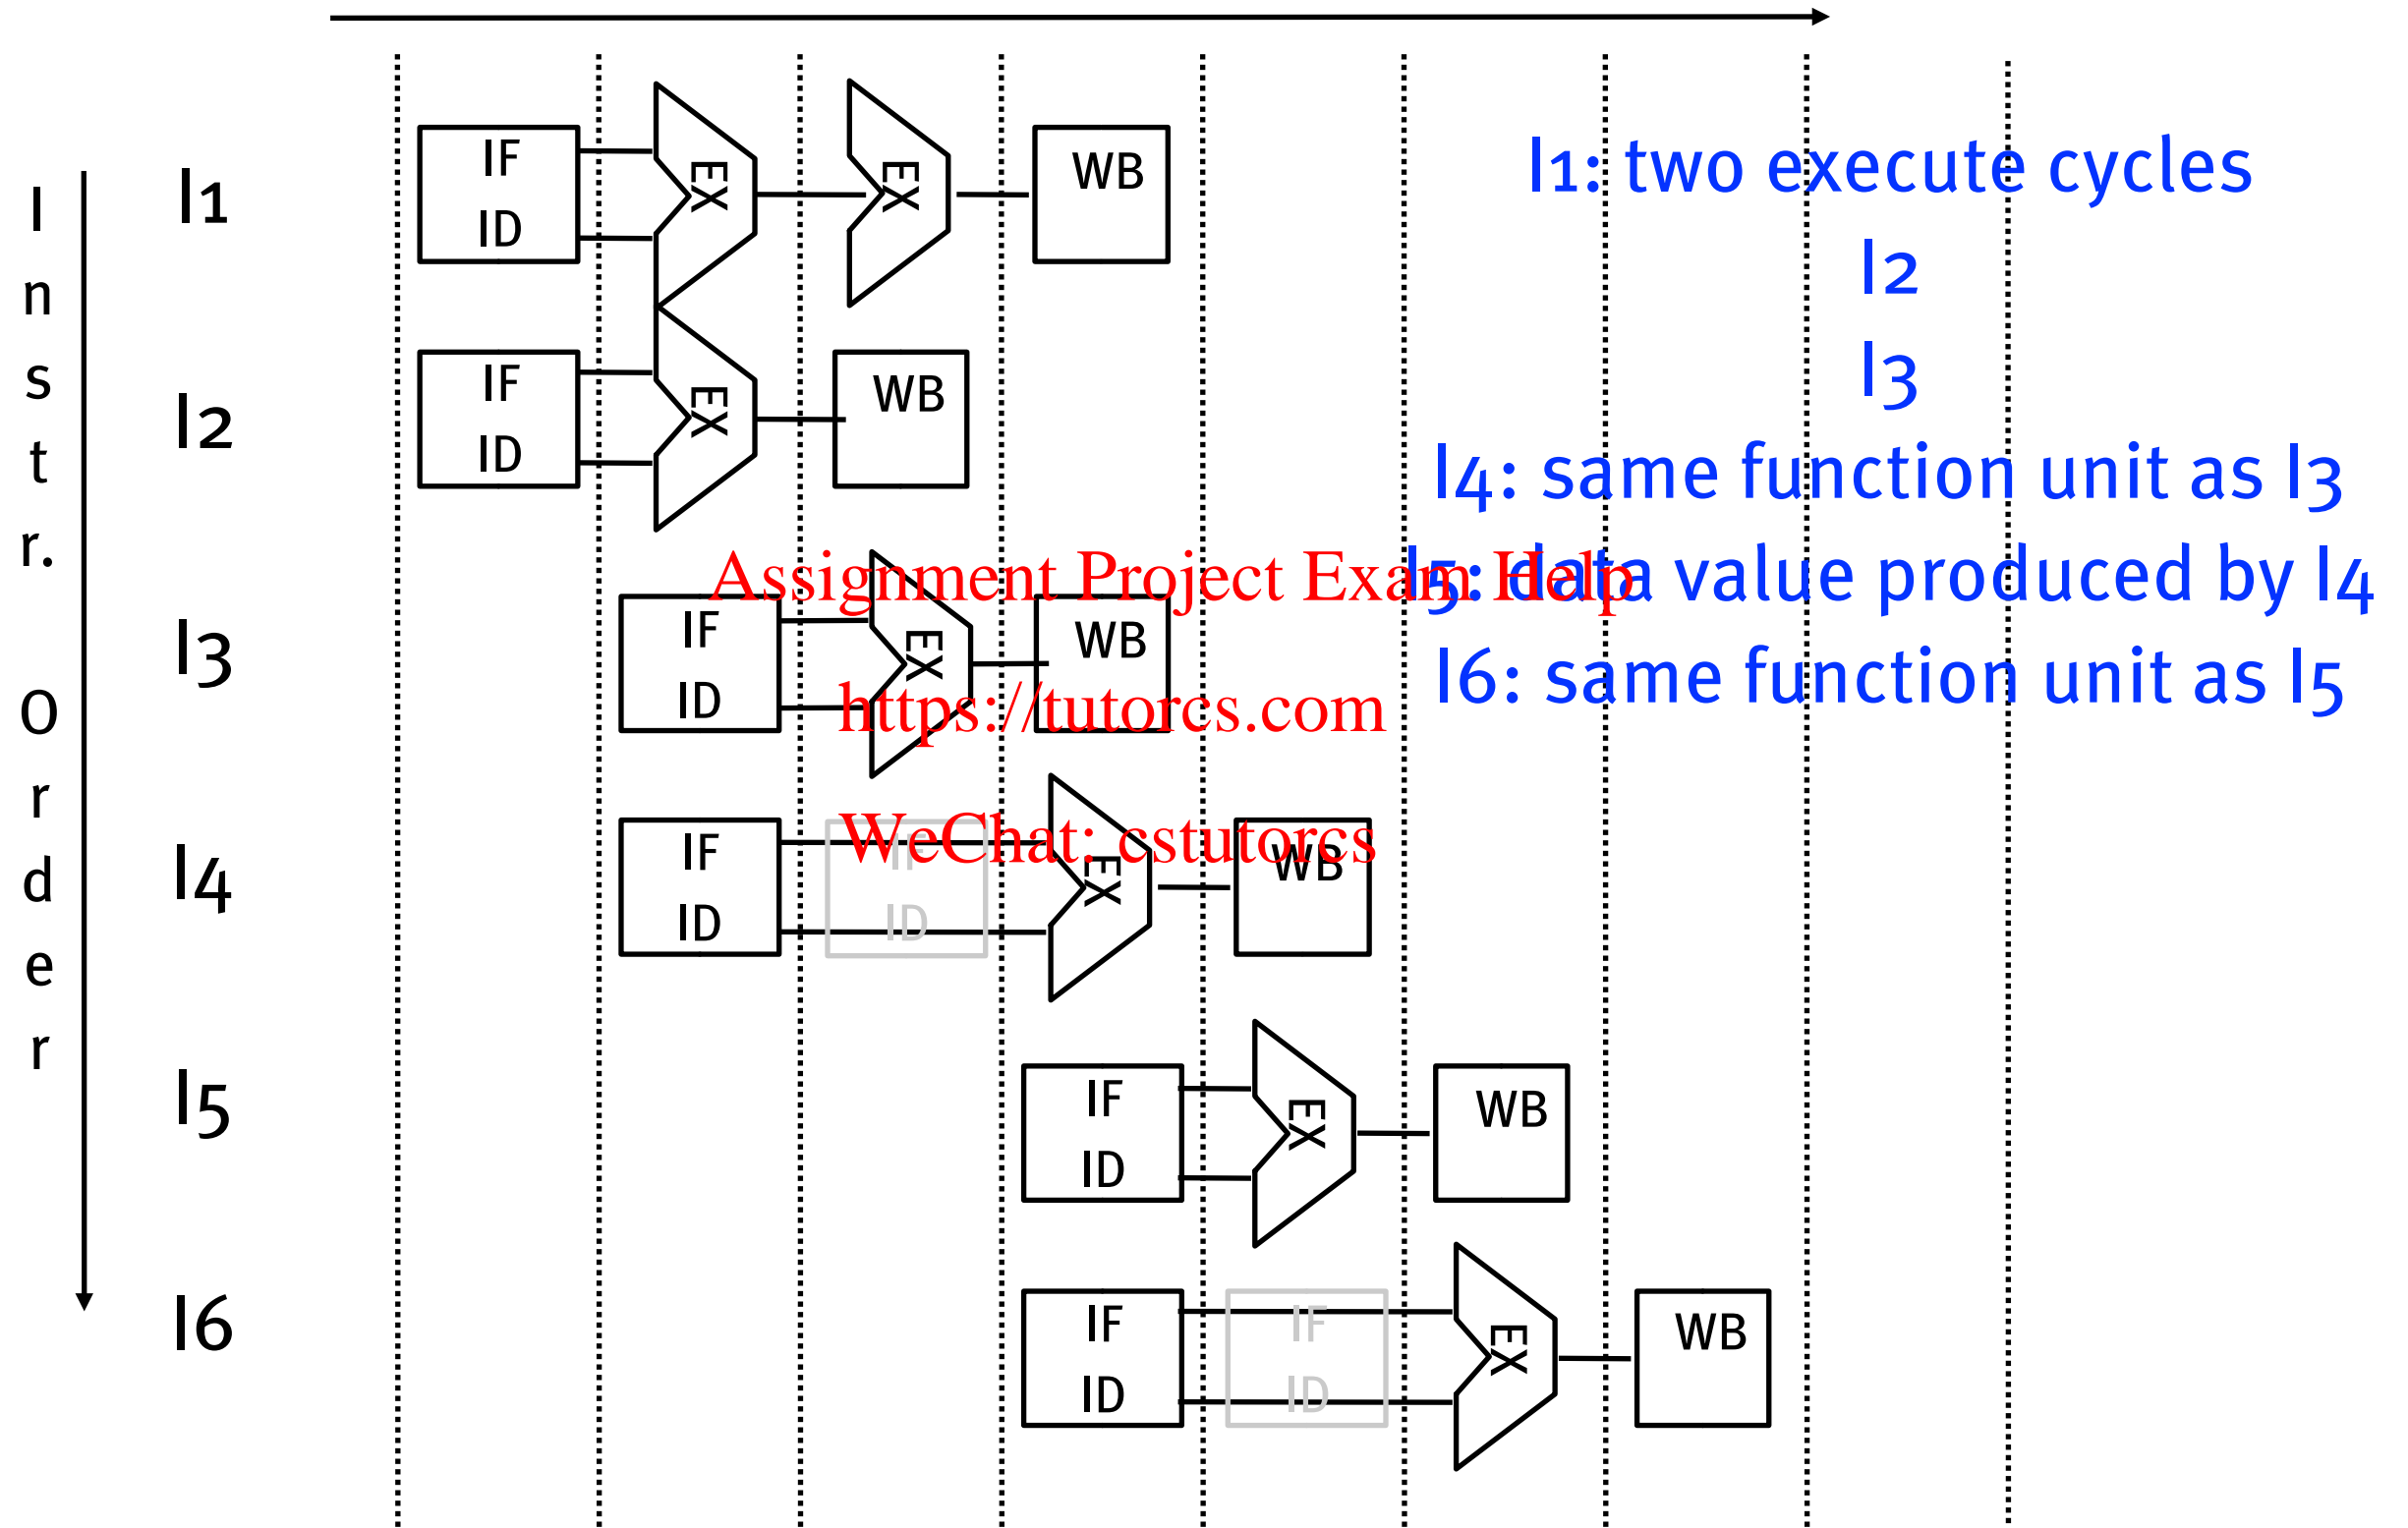 Instr. Order
I1
IF
ID
EX
EX
WB
I1: two execute cycles
I2
I3
I4: same function unit as I3
I5: data value produced by I4
I6: same function unit as I5
I2
IF
ID
EX
WB
Assignment Project Exam Help
https://tutorcs.com
WeChat: cstutorcs
I3
IF
ID
EX
WB
I4
IF
ID
IF
ID
EX
WB
I5
IF
ID
EX
WB
I6
IF
ID
IF
ID
EX
WB